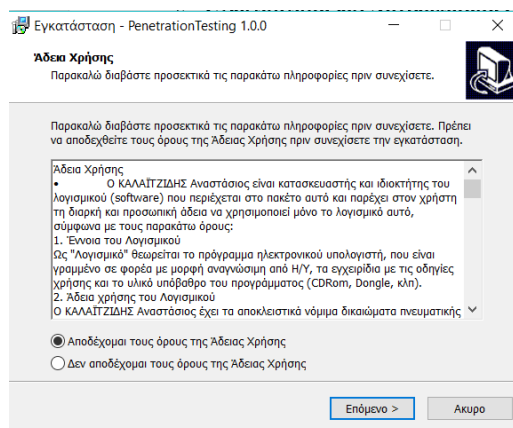 Εγκατάσταση - PenetrationTesting 1.0.0
Άδεια Χρήσης
Παρακαλώ διαβάστε προσεκτικά τις παρακάτω πληροφορίες πριν συνεχίσετε.
Παρακαλώ διαβάστε προσεκτικά τις παρακάτω πληροφορίες πριν συνεχίσετε. Πρέπει
να αποδεχθείτε τους όρους της Άδειας Χρήσης πριν συνεχίσετε την εγκατάσταση.
Άδεια Χρήσης
• Ο ΚΑΛΑΪΤΖΙΔΗΣ Αναστάσιος είναι κατασκευαστής και ιδιοκτήτης του
λογισμικού (software) που περιέχεται στο πακέτο αυτό και παρέχει στον χρήστη
τη διαρκή και προσωπική άδεια να χρησιμοποιεί μόνο το λογισμικό αυτό,
σύμφωνα με τους παρακάτω όρους:
1. Έννοια του Λογισμικού
Ως "Λογισμικό" θεωρείται το πρόγραμμα ηλεκτρονικού υπολογιστή, που είναι
γραμμένο σε φορέα με μορφή αναγνώσιμη από Η/Υ, τα εγχειρίδια με τις οδηγίες
χρήσης και το υλικό υπόβαθρο του προγράμματος (CDRom, Dongle, κλπ).
2. Άδεια χρήσης του Λογισμικού
Ο ΚΑΛΑΪΤΖΙΔΗΣ Αναστάσιος έχει τα αποκλειστικά νόμιμα δικαιώματα πνευματικής
Αποδέχομαι τους όρους της Άδειας Χρήσης
Δεν αποδέχομαι τους όρους της Άδειας Χρήσης
Επόμενο >
Ακυρο